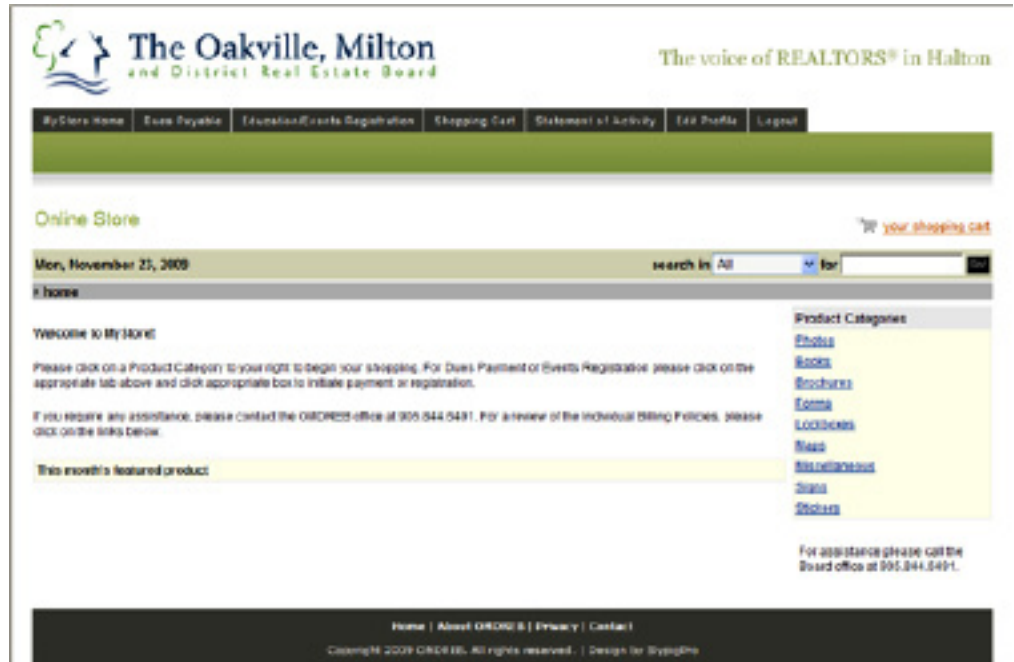 The Oakville, Milton
and District Real Estate Board
The voice of REALTORS® in Halton
MyStore Home Dues Payable Education/Events Registration Shopping Cart Statement of Activity Edit Profile Logout
Online Store
your shopping cart
Mon, November 23, 2009 search in All for
› home
Welcome to MyStore!
Please click on a Product Category to your right to begin your shopping. For Dues Payment or Events Registration please click on the
appropriate tab above and click appropriate box to initiate payment or registration.
If you require any assistance, please contact the OMDREB office at 905.844.6491. For a review of the individual Billing Policies, please
click on the links below.
This month's featured product
Product Categories
Photos
Books
Brochures
Forms
Lockboxes
Maps
Miscellaneous
Signs
Stickers
For assistance please call the
Board office at 905.844.6491.
Home | About OMDREB | Privacy | Contact
Copyright 2009 OMDREB. All rights reserved. | Design by